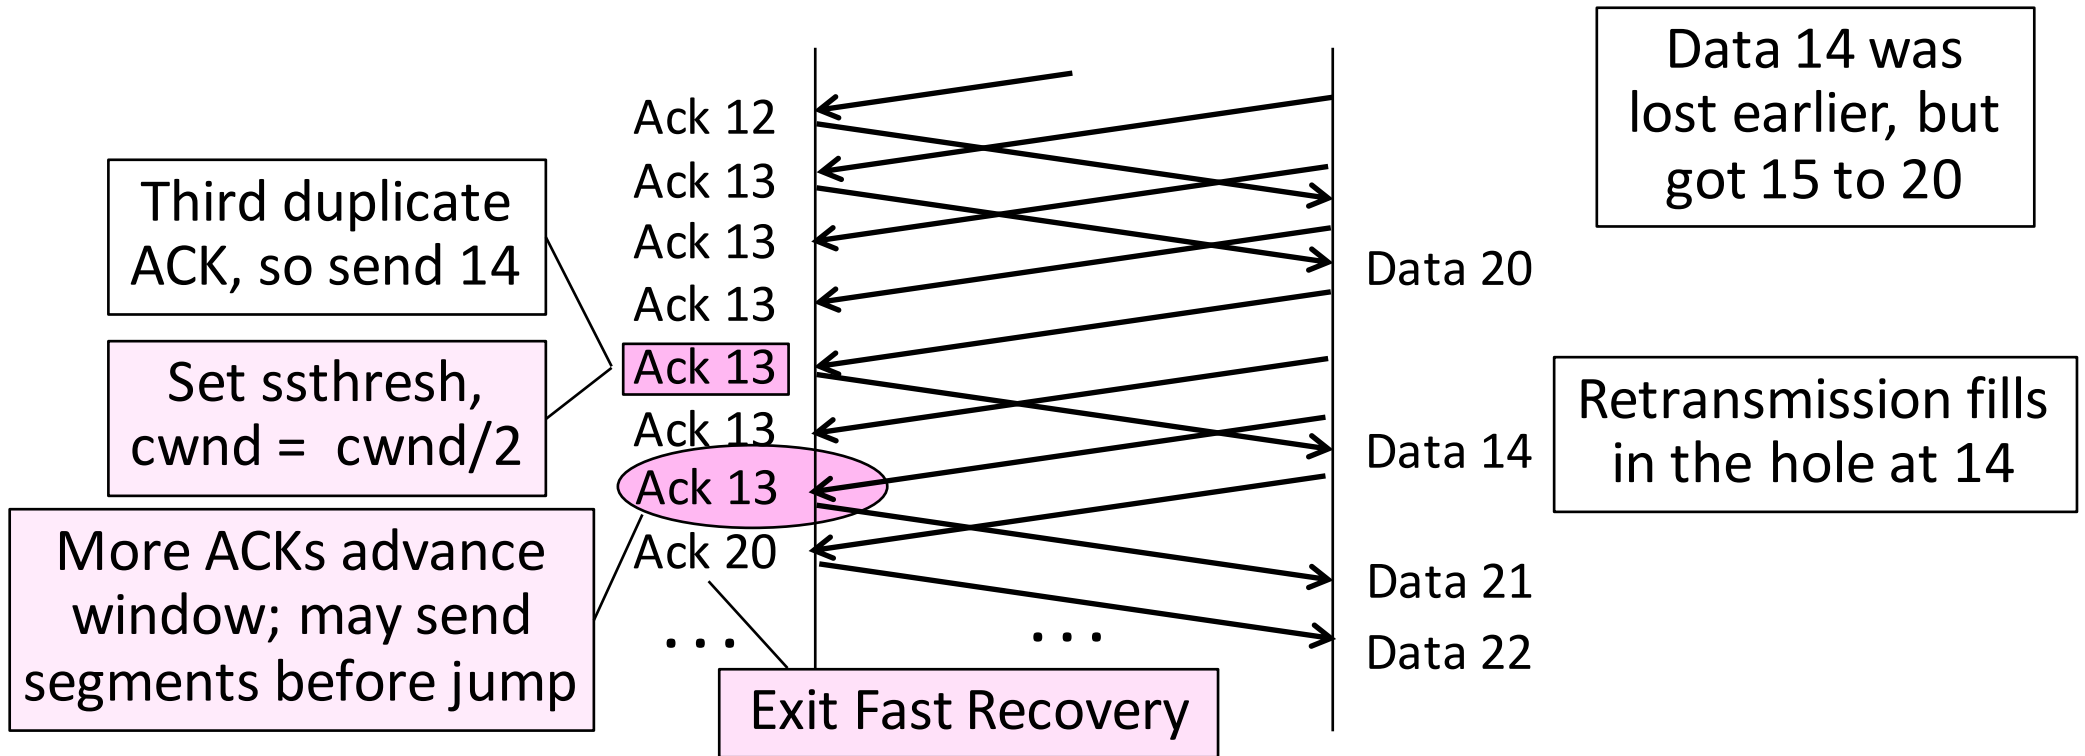 Data 14 was
lost earlier, but
got 15 to 20
Ack 12
Third duplicate
ACK, so send 14
Ack 13
Ack 13
Data 20
Ack 13
Set ssthresh,
cwnd = cwnd/2
Ack 13
Retransmission fills
in the hole at 14
Ack 13
Data 14
Ack 13
More ACKs advance
window; may send
segments before jump
Ack 20
Data 21
. . .
. . .
Data 22
Exit Fast Recovery